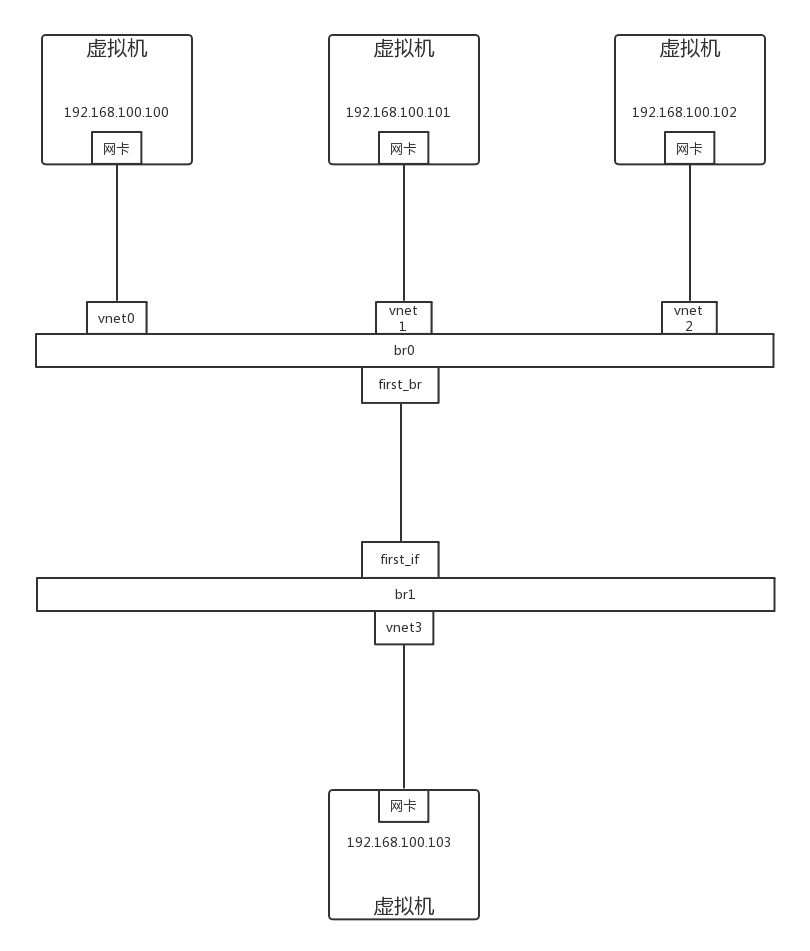 虚拟机
虚拟机
虚拟机
192.168.100.100
192.168.100.101
192.168.100.102
网卡
网卡
网卡
vnet0
vnet
1
vnet
2
br0
first_br
first_if
br1
vnet3
网卡
192.168.100.103
虚拟机